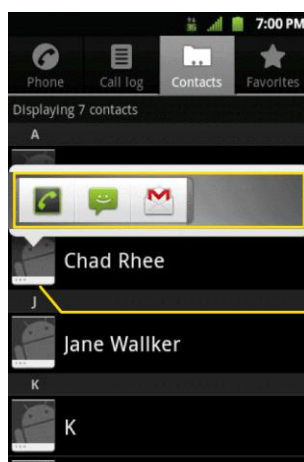 7:00 PM
Phone Call log Contacts Favorites
Displaying 7 contacts
A
Chad Rhee
J
Jane Wallker
K
K